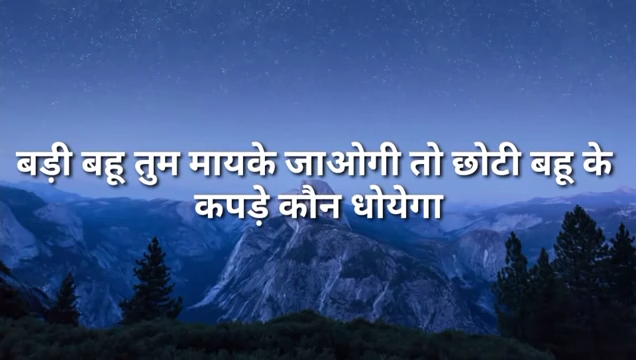 बड़ी बहू तुम मायके जाओगी तो छोटी बहू के
कपड़े कौन धोयेगा